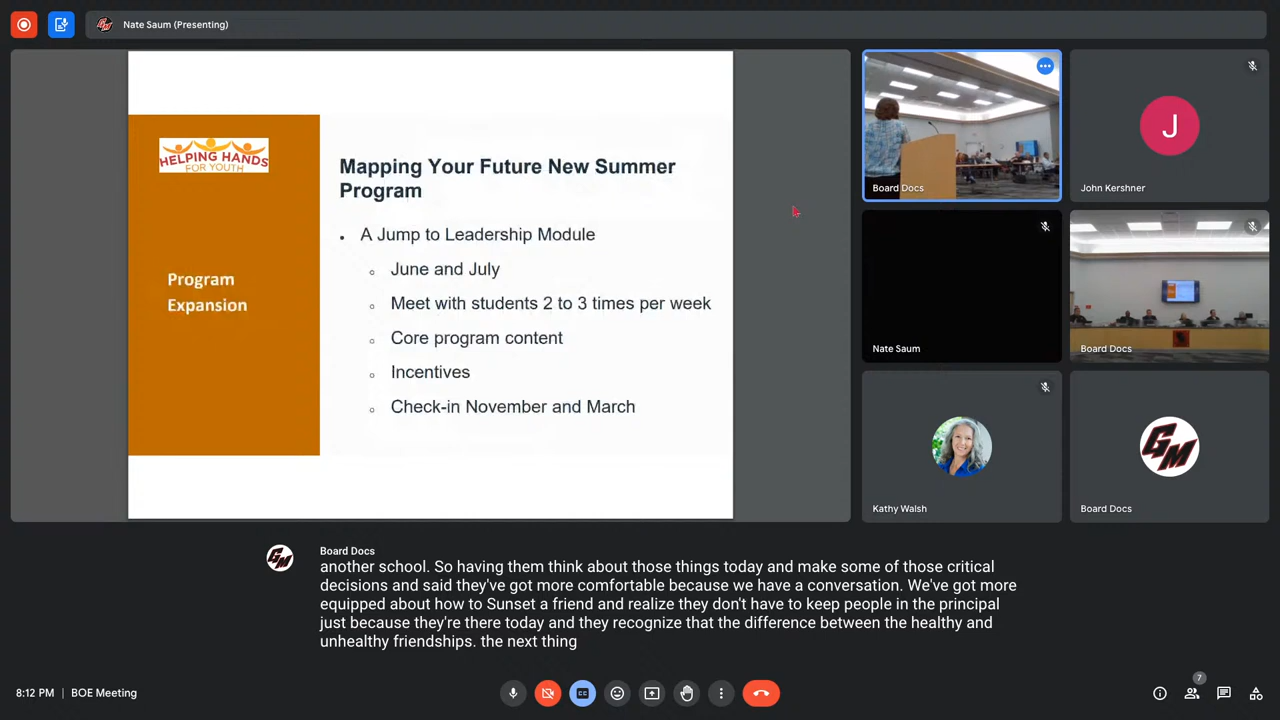 Nate Saum (Presenting)
HELPING HANDS
FOR YOUTH
Program
Expansion
Mapping Your Future New Summer
Program
• A Jump to Leadership Module
○ June and July
○ Meet with students 2 to 3 times per week
○ Core program content
○ Incentives
○ Check-in November and March
Board Docs
J
John Kershner
Nate Saum
Board Docs
Kathy Walsh
GM
Board Docs
GM
Board Docs
another school. So having them think about those things today and make some of those critical
decisions and said they've got more comfortable because we have a conversation. We've got more
equipped about how to Sunset a friend and realize they don't have to keep people in the principal
just because they're there today and they recognize that the difference between the healthy and
unhealthy friendships. the next thing
8:12 PM | BOE Meeting
CC
7